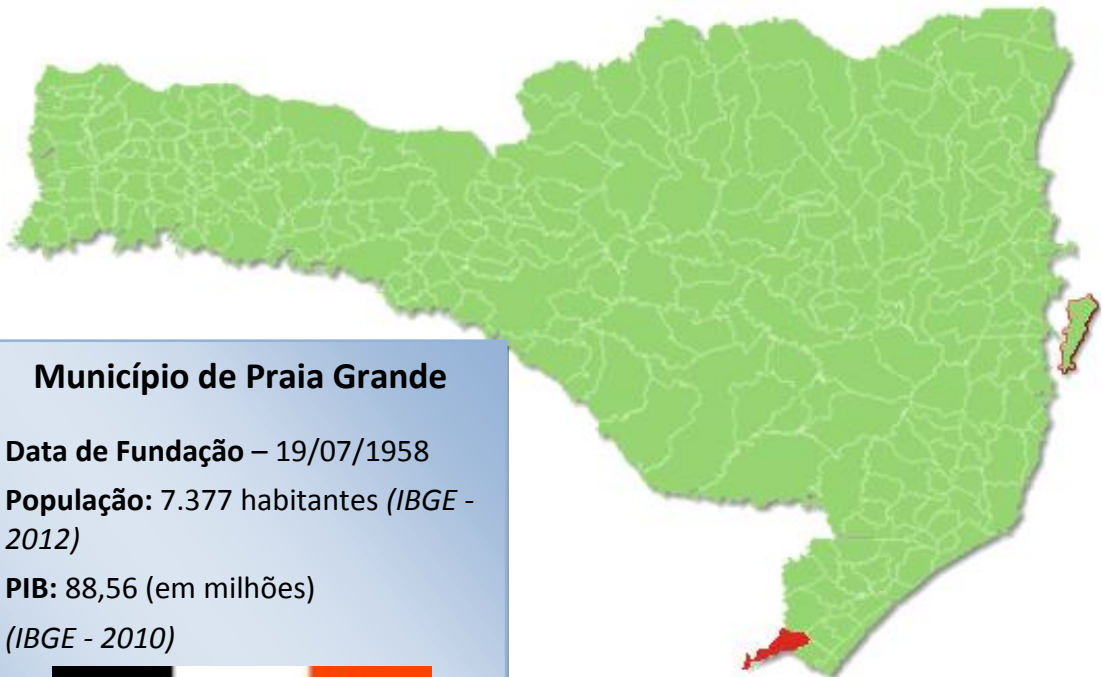 Município de Praia Grande
Data de Fundação – 19/07/1958
População: 7.377 habitantes (IBGE -
2012)
PIB: 88,56 (em milhões)
(IBGE - 2010)